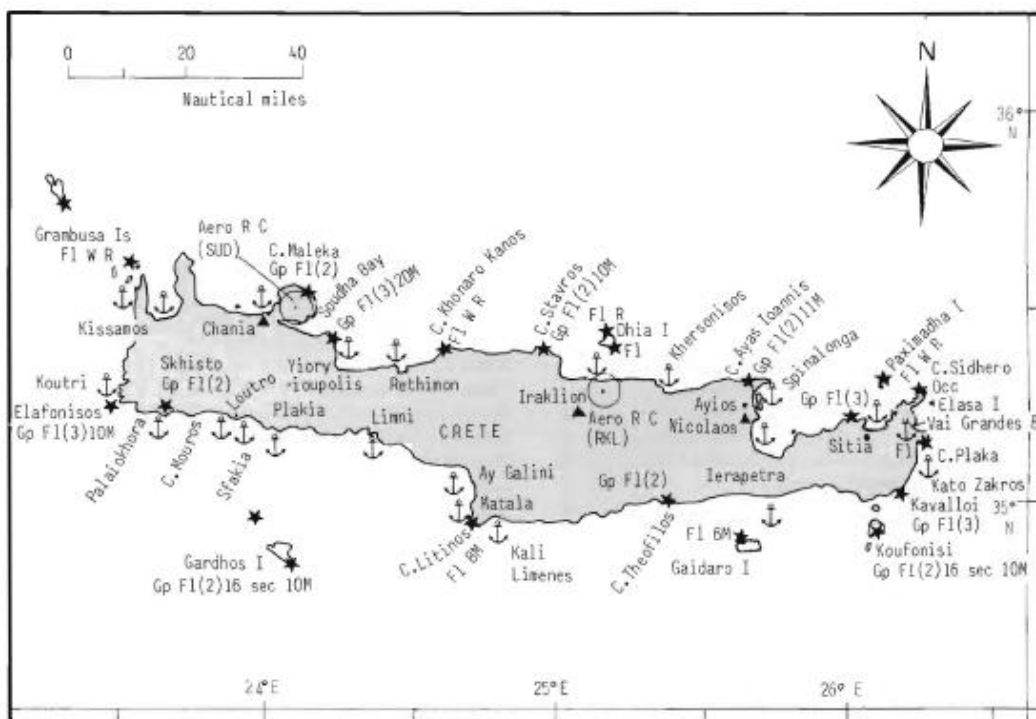 0 20 40
Nautical miles
N
36°
N
Grambusa Is
Fl W R
Aero R C
(SUD)
C.Maleka
Gp Fl(2)
Soudha Bay
Gp Fl(3)20M
C. Khonaro Kanos
Fl W R
C.Stavros
Gp Fl(2)10M
Fl R
Dhia I
Fl
Khersonisos
C.Ayas Ioannis
Gp Fl(2)11M
Spinalonga
Paximadha I
Fl W R
C.Sidhero
Occ
Elasa I
Vai Grandes B
Kissamos
Chania
Koutri
Elafonisos
Gp Fl(3)10M
Skhisto
Gp Fl(2)
Loutro
Yiory
-ioupolis
Plakia
Rethimon
Limni
CRETE
Iraklion
Aero R C
(RKL)
Ayios
Nicolaos
Gp Fl(3)
Sitia
Fl
C.Plaka
Kato Zakros
Kavalloi
Gp Fl(3)
35°
N
Palaiokhora
C.Mouros
Sfakia
Ay Galini
Matala
Gp Fl(2)
Ierapetra
C.Litinos
Fl 8M
Kali
Limenes
C.Theofilos
Fl 6M
Gaidaro I
Koufonisi
Gp Fl(2)16 sec 10M
Gardhos I
Gp Fl(2)16 sec 10M
24°E
25°E
26°E